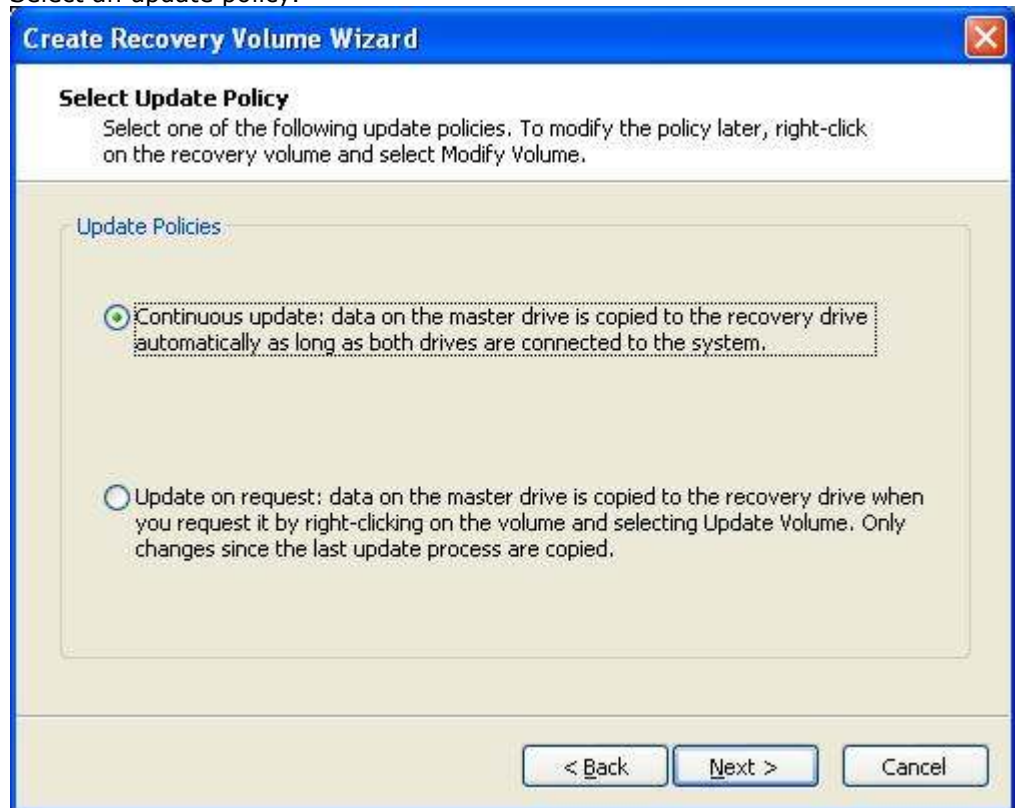 Select an update policy.
Create Recovery Volume Wizard
Select Update Policy
Select one of the following update policies. To modify the policy later, right-click
on the recovery volume and select Modify Volume.
Update Policies
Continuous update: data on the master drive is copied to the recovery drive
automatically as long as both drives are connected to the system.
Update on request: data on the master drive is copied to the recovery drive when
you request it by right-clicking on the volume and selecting Update Volume. Only
changes since the last update process are copied.
< Back
Next >
Cancel